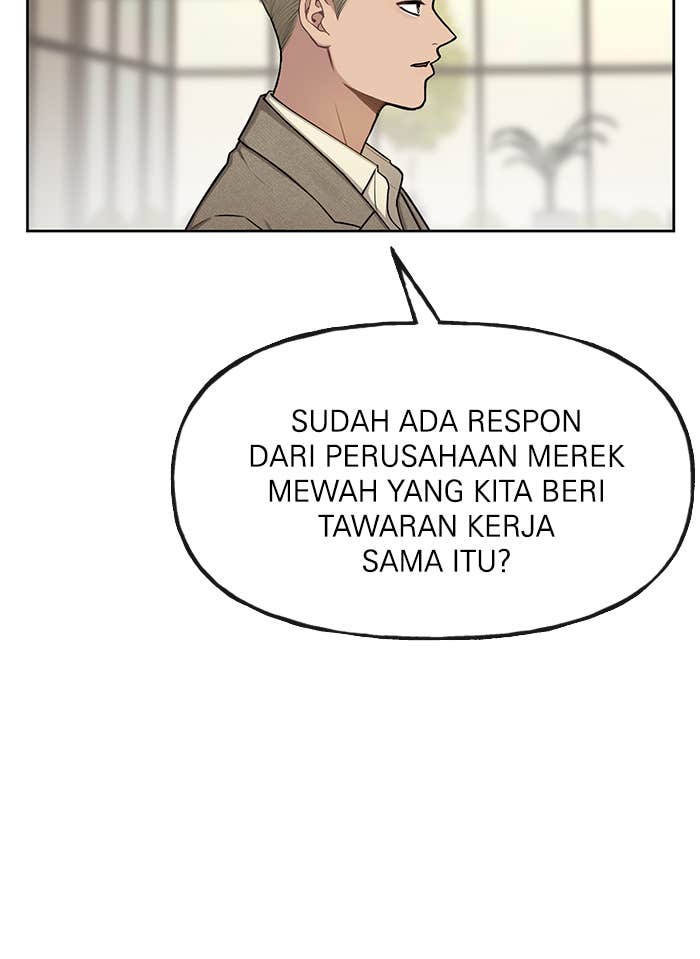 SUDAH ADA RESPON
DARI PERUSAHAAN MEREK
MEWAH YANG KITA BERI
TAWARAN KERJA
SAMA ITU?